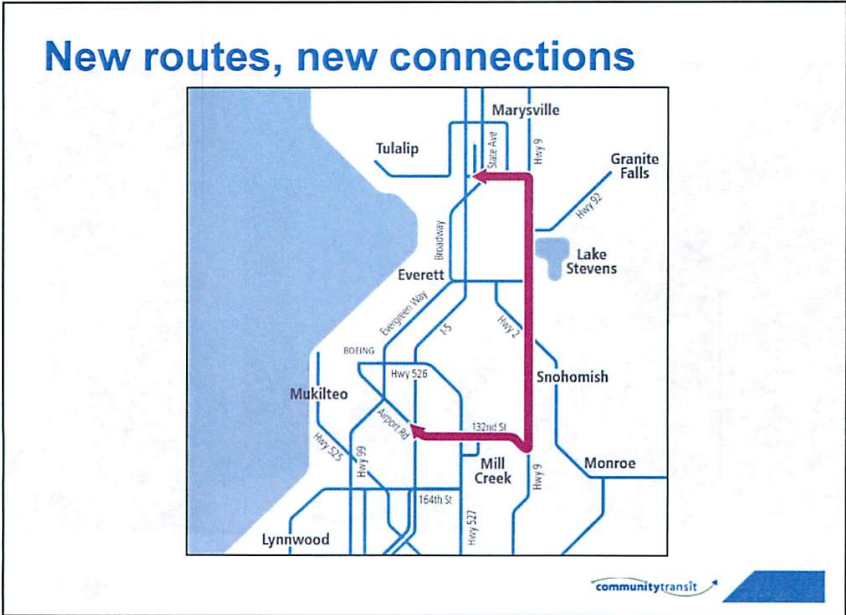 New routes, new connections
Marysville
Tulalip
State Ave
Hwy 9
Granite
Falls
Hwy 92
Broadway
Lake
Stevens
Everett
Evergreen Way
I-5
Hwy 2
BOEING
Hwy 526
Snohomish
Mukilteo
Airport Rd
132nd St
Hwy 525
Hwy 99
Mill
Creek
Monroe
Hwy 9
164th St
Hwy 527
Lynnwood
communitytransit